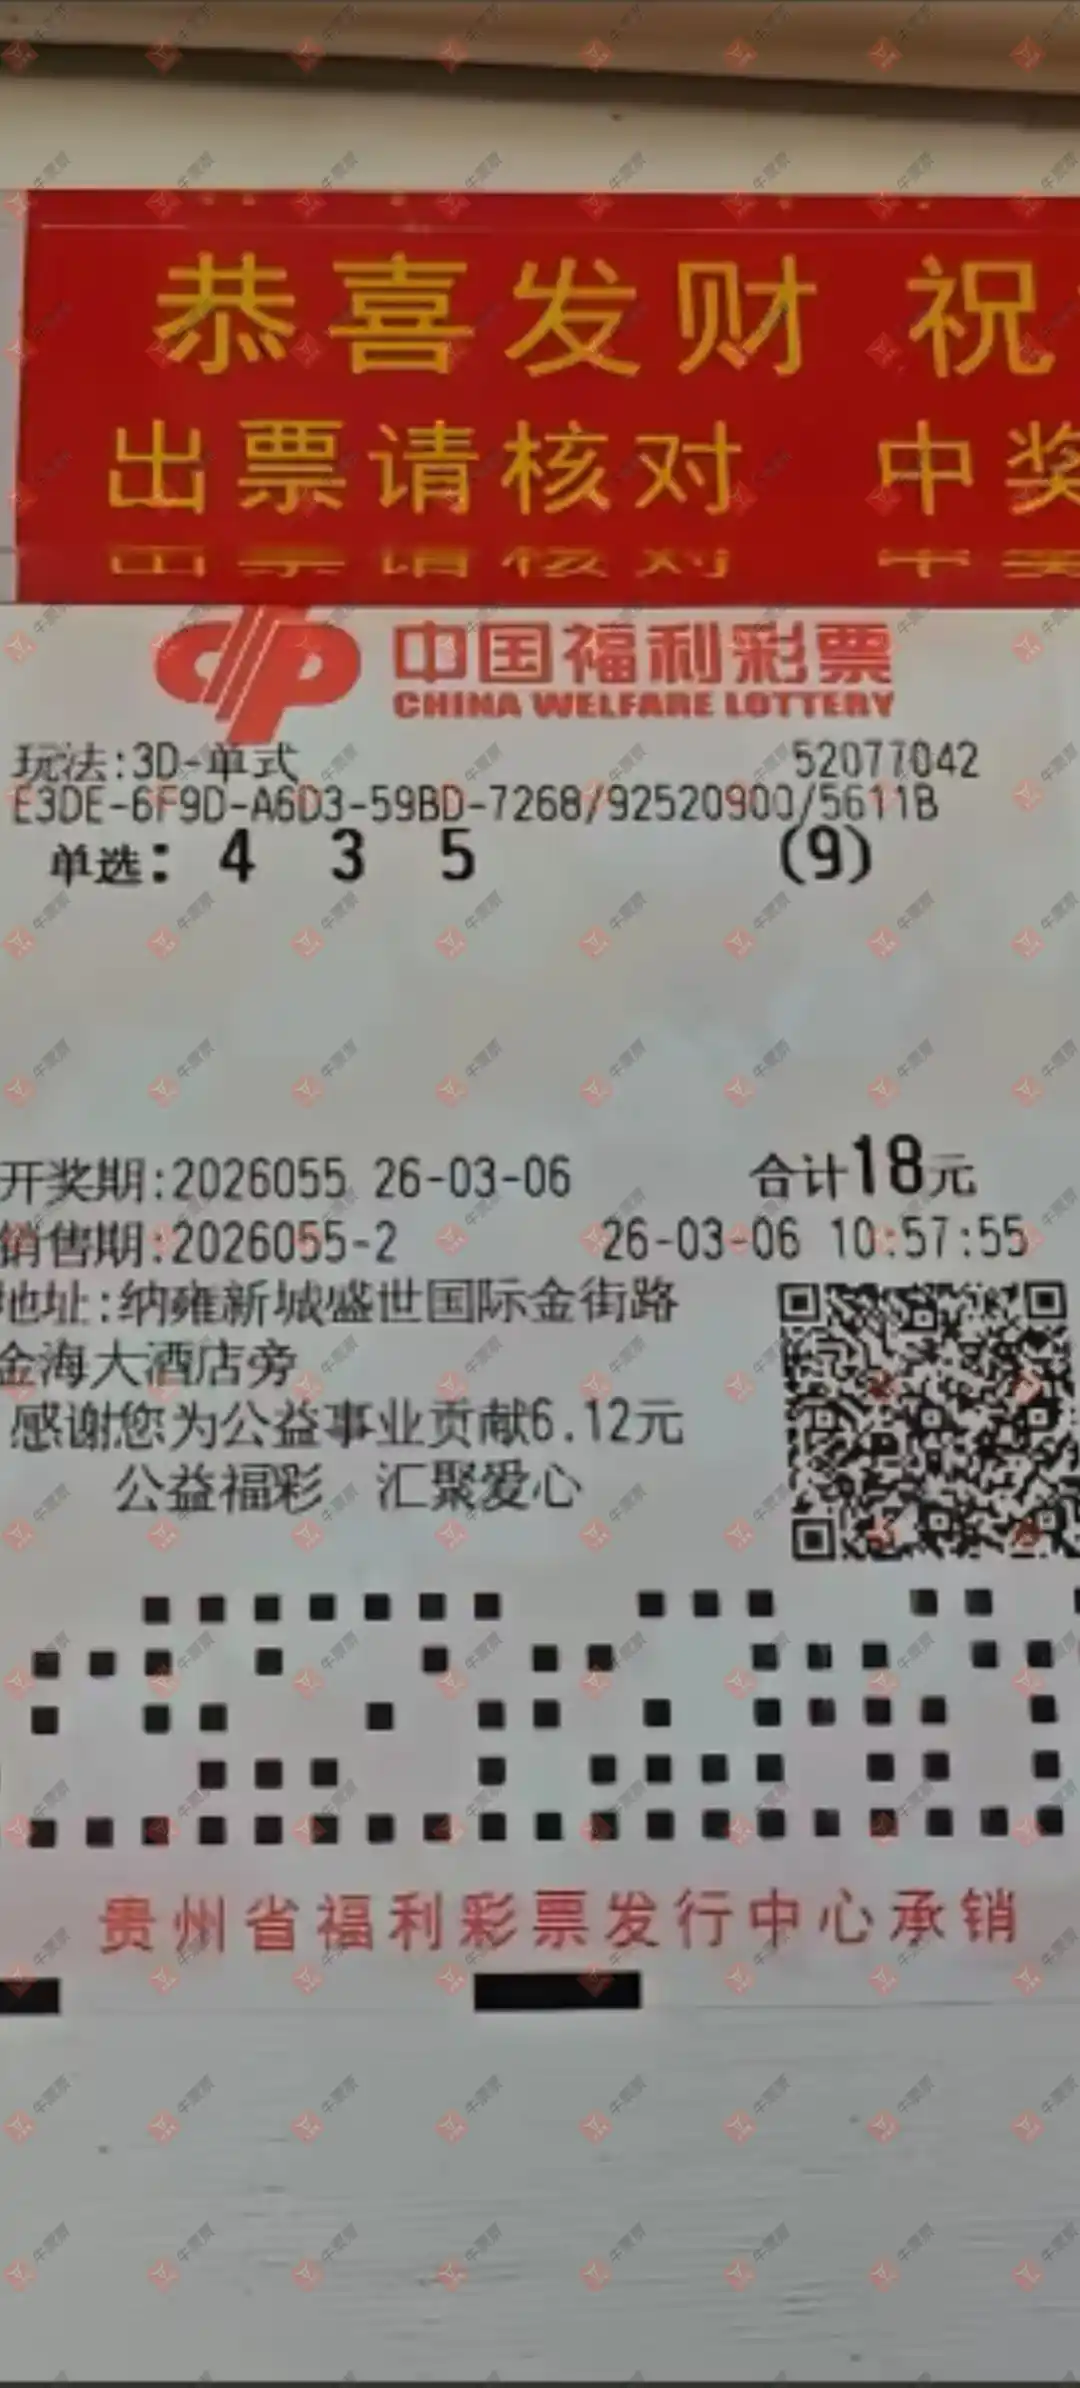 恭喜发财 祝
出票请核对 中奖
中国福利彩票
CHINA WELFARE LOTTERY
玩法:3D-单式 52077042
E3DE-6F9D-A6D3-59BD-7268/92520900/5611B
单选: 4 3 5 (9)
开奖期:2026055 26-03-06 合计18元
销售期:2026055-2 26-03-06 10:57:55
地址:纳雍新城盛世国际金街路
金海大酒店旁
感谢您为公益事业贡献6.12元
公益福彩 汇聚爱心
贵州省福利彩票发行中心承销